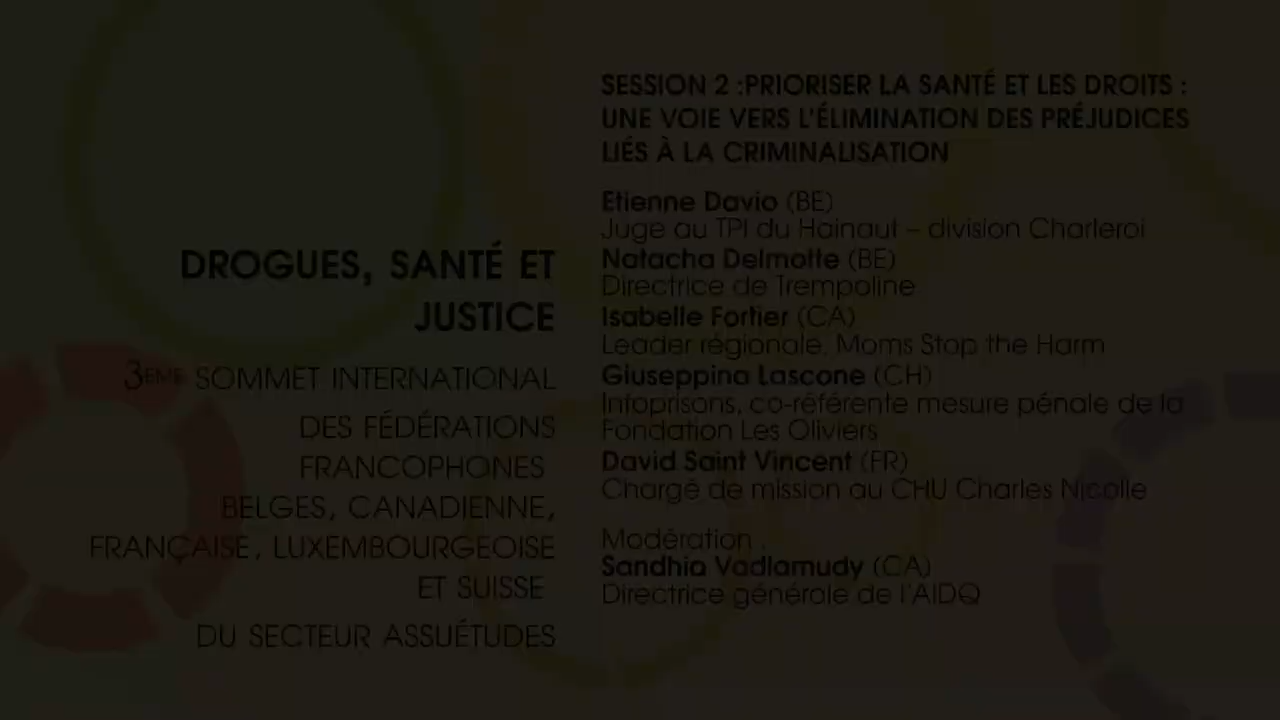 DROGUES, SANTÉ ET
JUSTICE
3EME SOMMET INTERNATIONAL
DES FÉDÉRATIONS
FRANCOPHONES
BELGES, CANADIENNE,
FRANÇAISE, LUXEMBOURGEOISE
ET SUISSE
DU SECTEUR ASSUÉTUDES
SESSION 2 :PRIORISER LA SANTÉ ET LES DROITS :
UNE VOIE VERS L'ÉLIMINATION DES PRÉJUDICES
LIÉS À LA CRIMINALISATION
Etienne Davio (BE)
Juge au TPI du Hainaut – division Charleroi
Natacha Delmotte (BE)
Directrice de Trempoline
Isabelle Fortier (CA)
Leader régionale, Moms Stop the Harm
Giuseppina Lascone (CH)
Infoprisons, co-référente mesure pénale de la
Fondation Les Oliviers
David Saint Vincent (FR)
Chargé de mission au CHU Charles Nicolle
Modération :
Sandhia Vadlamudy (CA)
Directrice générale de l'AIDQ